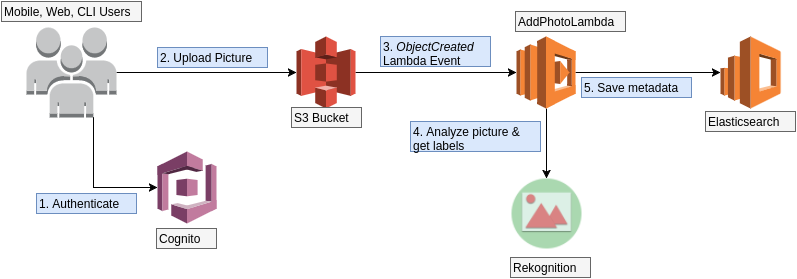 Mobile, Web, CLI Users
AddPhotoLambda
2. Upload Picture
3. ObjectCreated
Lambda Event
5. Save metadata
S3 Bucket
Elasticsearch
4. Analyze picture &
get labels
1. Authenticate
Cognito
Rekognition